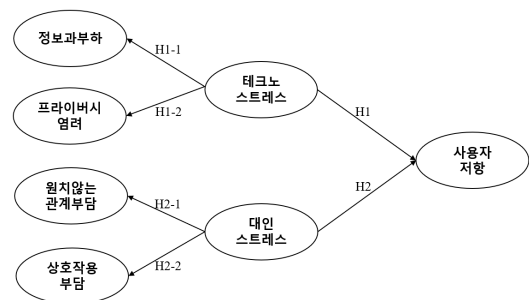 정보과부하
H1-1
테크노
스트레스
프라이버시
염려
H1-2
H1
사용자
저항
원치않는
관계부담
H2-1
H2
대인
스트레스
상호작용
부담
H2-2